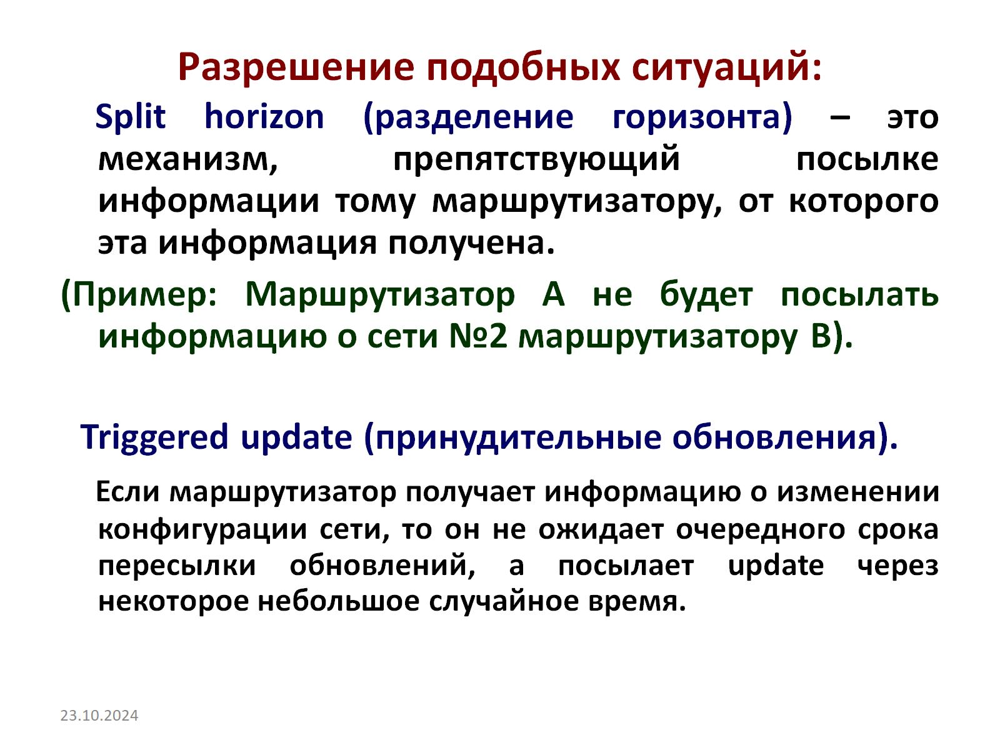 Разрешение подобных ситуаций:
Split horizon (разделение горизонта) – это
механизм, препятствующий посылке
информации тому маршрутизатору, от которого
эта информация получена.
(Пример: Маршрутизатор А не будет посылать
информацию о сети №2 маршрутизатору В).
Triggered update (принудительные обновления).
Если маршрутизатор получает информацию о изменении
конфигурации сети, то он не ожидает очередного срока
пересылки обновлений, а посылает update через
некоторое небольшое случайное время.
23.10.2024